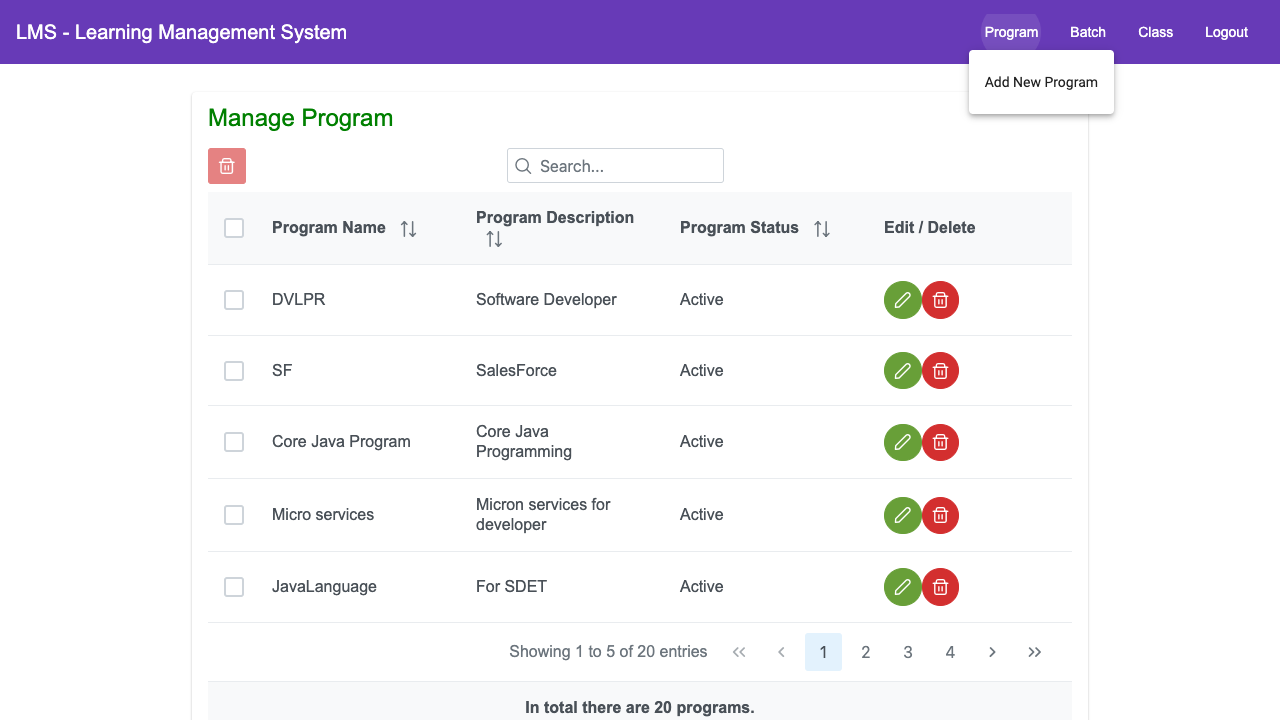 LMS - Learning Management System
Program
Batch
Class
Logout
Add New Program
Manage Program
Search...
Program Name
Program Description
Program Status
Edit / Delete
DVLPR
Software Developer
Active
SF
SalesForce
Active
Core Java Program
Core Java
Programming
Active
Micro services
Micron services for
developer
Active
JavaLanguage
For SDET
Active
Showing 1 to 5 of 20 entries
1
2
3
4
In total there are 20 programs.